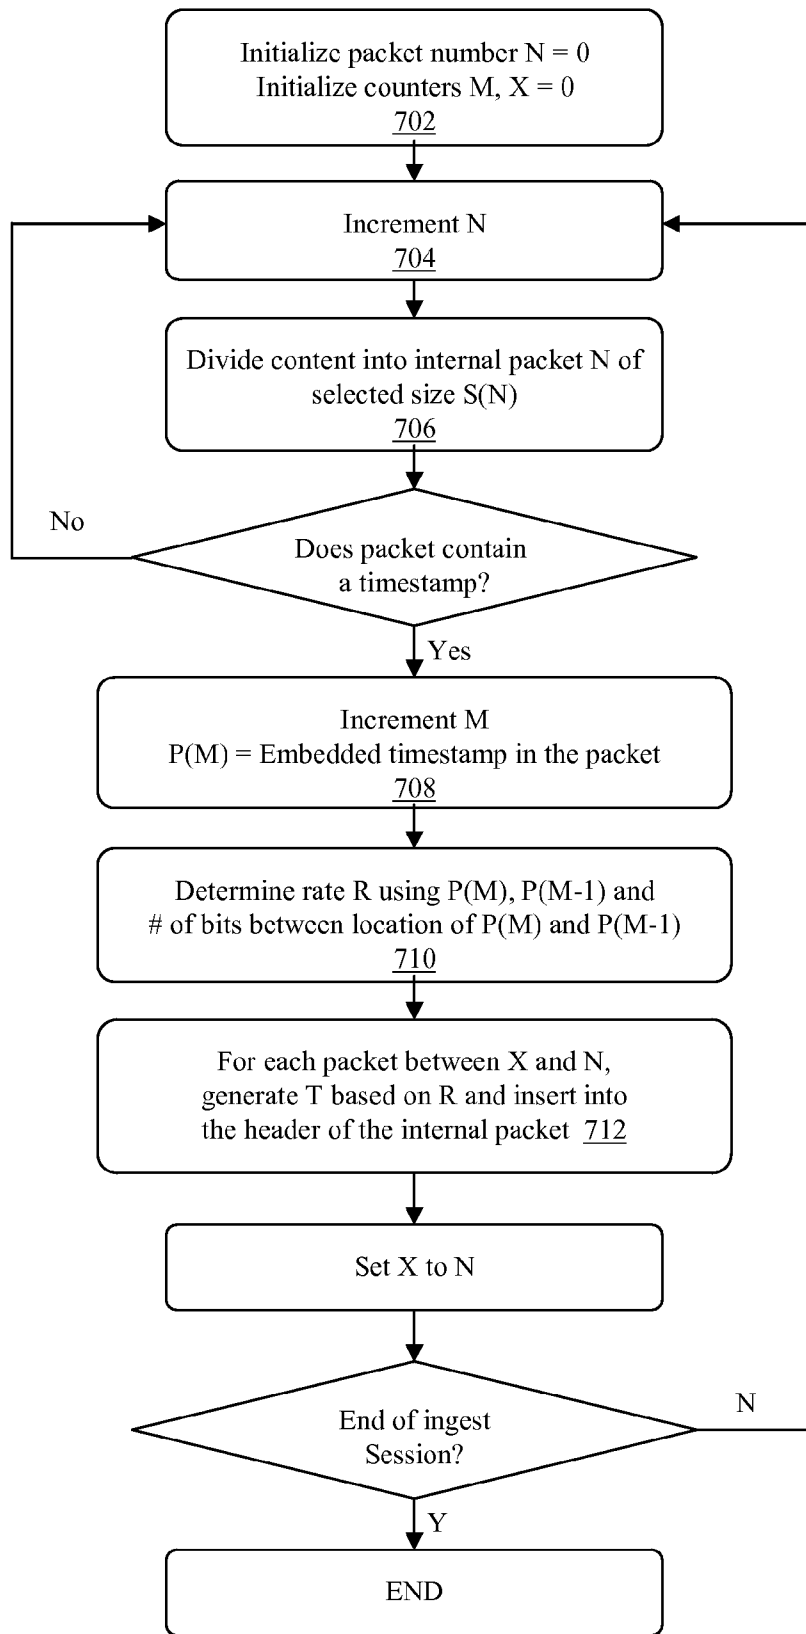 Initialize packet number N = 0
Initialize counters M, X = 0
702
Increment N
704
Divide content into internal packet N of
selected size S(N)
706
No
Does packet contain
a timestamp?
Yes
Increment M
P(M) = Embedded timestamp in the packet
708
Determine rate R using P(M), P(M-1) and
# of bits between location of P(M) and P(M-1)
710
For each packet between X and N,
generate T based on R and insert into
the header of the internal packet 712
Set X to N
N
End of ingest
Session?
Y
END